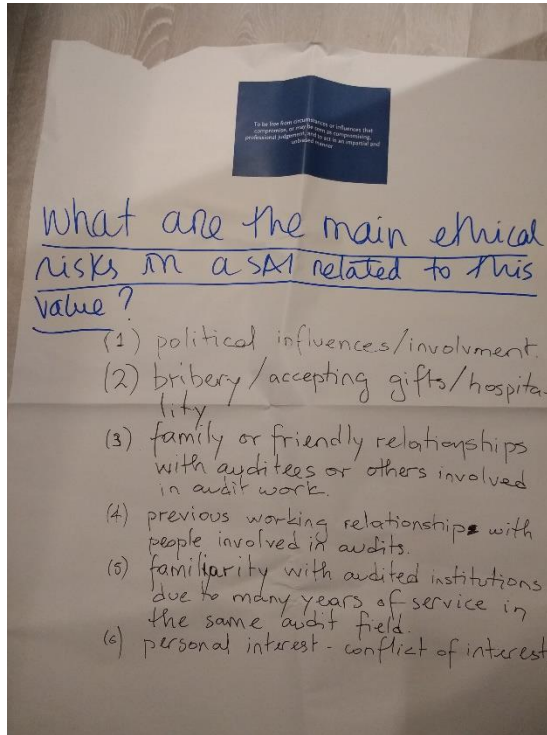 To be free from circumstances or influences that
compromise, or may be seen as compromising,
professional judgement, and to act in an impartial and
unbiased manner
What are the main ethical
risks in a SAI related to this
value?
(1) political influences/involvment.
(2) bribery/accepting gifts/hospita-
lity
(3) family or friendly relationships
with auditees or others involved
in audit work.
(4) previous working relationships with
people involved in audits.
(5) familiarity with audited institutions
due to many years of service in
the same audit field.
(6) personal interest - conflict of interest